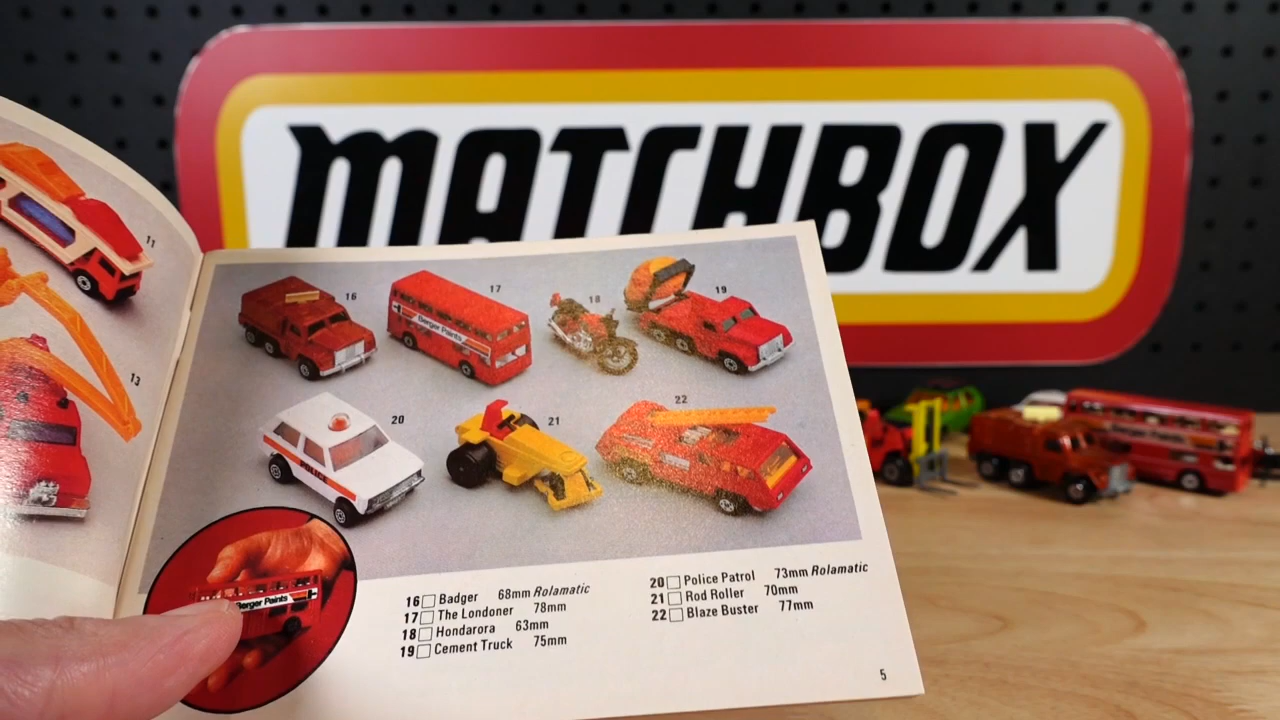 MATCHBOX
11
13
16
17
18
19
20
21
22
Berger Paints
POLICE
Berger Paints
16 Badger 68mm Rolamatic
17 The Londoner 78mm
18 Hondarora 63mm
19 Cement Truck 75mm
20 Police Patrol 73mm Rolamatic
21 Rod Roller 70mm
22 Blaze Buster 77mm
5